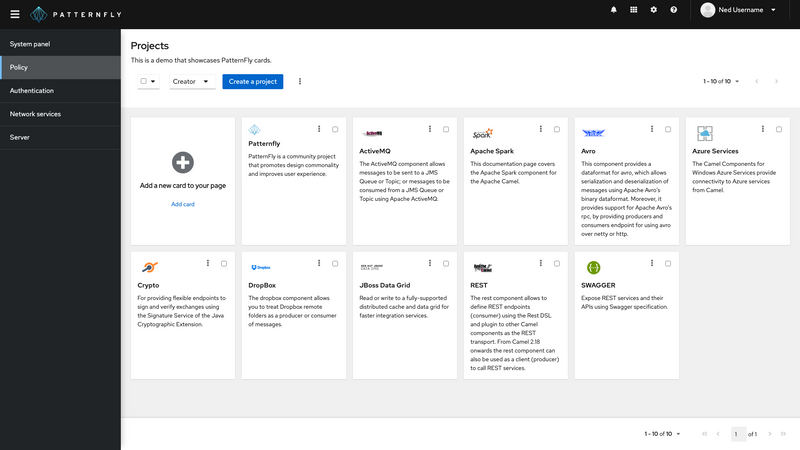 PATTERNFLY
Ned Username
System panel
Policy
Authentication
Network services
Server
Projects
This is a demo that showcases PatternFly cards.
Creator
Create a project
1 - 10 of 10
Add a new card to your page
Add card
Patternfly
PatternFly is a community project
that promotes design commonality
and improves user experience.
ActiveMQ
ActiveMQ
The ActiveMQ component allows
messages to be sent to a JMS
Queue or Topic; or messages to be
consumed from a JMS Queue or
Topic using Apache ActiveMQ.
Spark
Apache Spark
This documentation page covers
the Apache Spark component for
the Apache Camel.
Avro
This component provides a
dataformat for avro, which allows
serialization and deserialization of
messages using Apache Avro's
binary dataformat. Moreover, it
provides support for Apache Avro's
rpc, by providing producers and
consumers endpoint for using avro
over netty or http.
Azure Services
The Camel Components for
Windows Azure Services provide
connectivity to Azure services
from Camel.
Crypto
For providing flexible endpoints to
sign and verify exchanges using
the Signature Service of the Java
Cryptographic Extension.
Dropbox
DropBox
The dropbox component allows
you to treat Dropbox remote
folders as a producer or consumer
of messages.
JBoss Data Grid
Read or write to a fully-supported
distributed cache and data grid for
faster integration services.
REST
The rest component allows to
define REST endpoints
(consumer) using the Rest DSL
and plugin to other Camel
components as the REST
transport. From Camel 2.18
onwards the rest component can
also be used as a client (producer)
to call REST services.
SWAGGER
Expose REST services and their
APIs using Swagger specification.
1 - 10 of 10
1 of 1